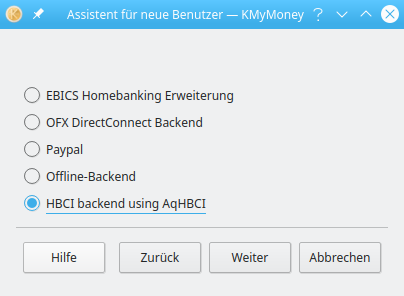 Assistent für neue Benutzer — KMyMoney
EBICS Homebanking Erweiterung
OFX DirectConnect Backend
Paypal
Offline-Backend
HBCI backend using AqHBCI
Hilfe Zurück Weiter Abbrechen